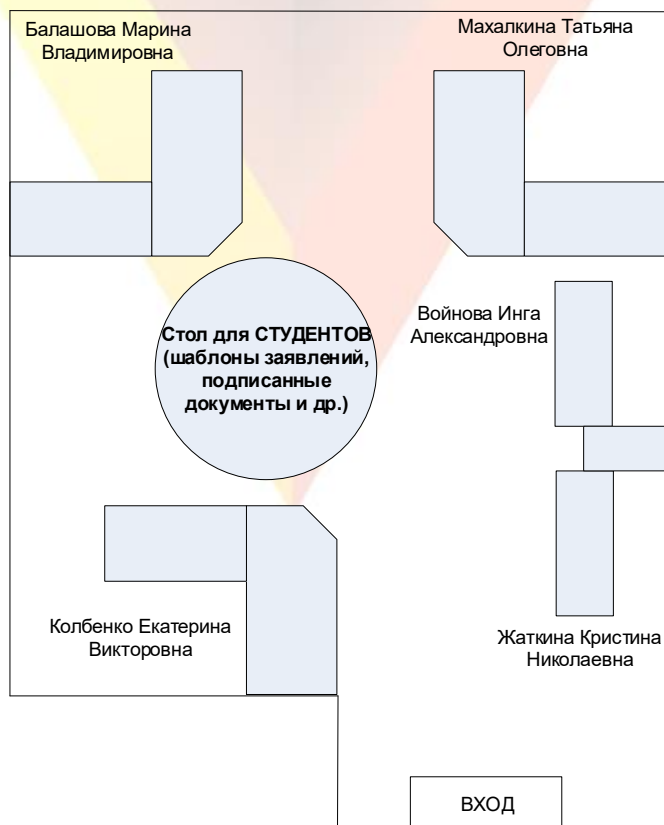 Балашова Марина
Владимировна
Махалкина Татьяна
Олеговна
Войнова Инга
Александровна
Стол для СТУДЕНТОВ
(шаблоны заявлений,
подписанные
документы и др.)
Колбенко Екатерина
Викторовна
Жаткина Кристина
Николаевна
ВХОД